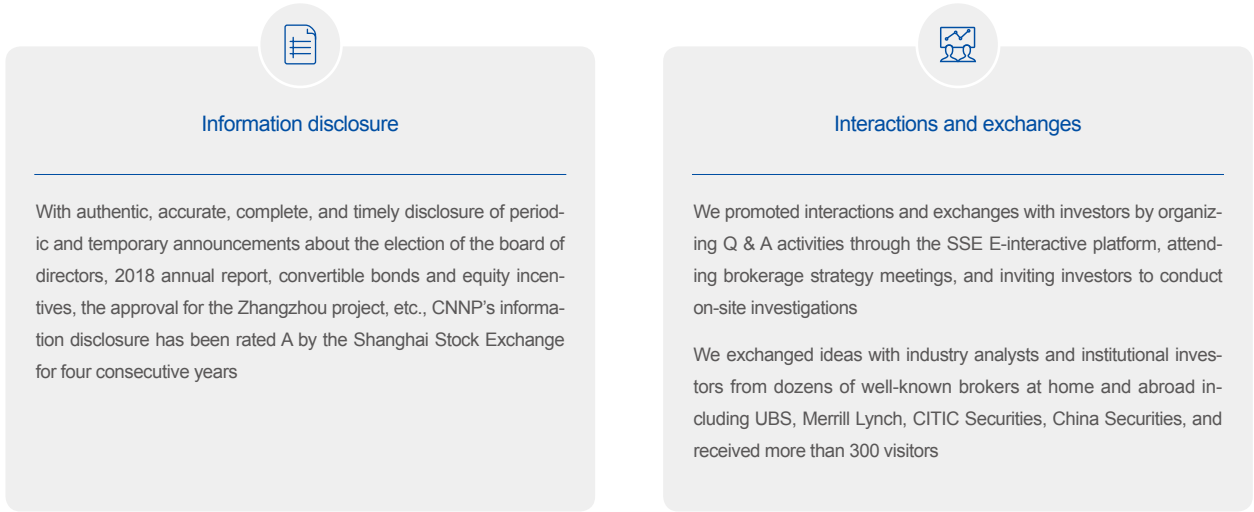 Information disclosure
With authentic, accurate, complete, and timely disclosure of period-
ic and temporary announcements about the election of the board of
directors, 2018 annual report, convertible bonds and equity incen-
tives, the approval for the Zhangzhou project, etc., CNNP's informa-
tion disclosure has been rated A by the Shanghai Stock Exchange
for four consecutive years
Interactions and exchanges
We promoted interactions and exchanges with investors by organiz-
ing Q & A activities through the SSE E-interactive platform, attend-
ing brokerage strategy meetings, and inviting investors to conduct
on-site investigations
We exchanged ideas with industry analysts and institutional inves-
tors from dozens of well-known brokers at home and abroad in-
cluding UBS, Merrill Lynch, CITIC Securities, China Securities, and
received more than 300 visitors